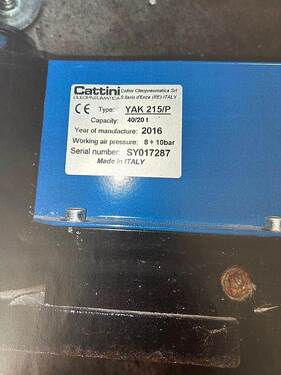 Cattini Cattini Oleopneumatica Srl
OLEOPNEUMATICA S.Ilario d'Enza (RE)-ITALY
CE Type: YAK 215/P
Capacity: 40/20 t
Year of manufacture: 2016
Working air pressure: 8 ÷ 10bar
Serial number: SY017287
Made in ITALY